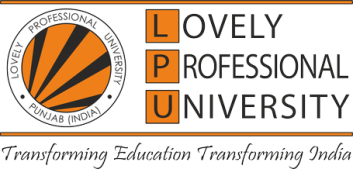 LOVELY PROFESSIONAL UNIVERSITY
PUNJAB (INDIA)
LOVELY
PROFESSIONAL
UNIVERSITY
Transforming Education Transforming India